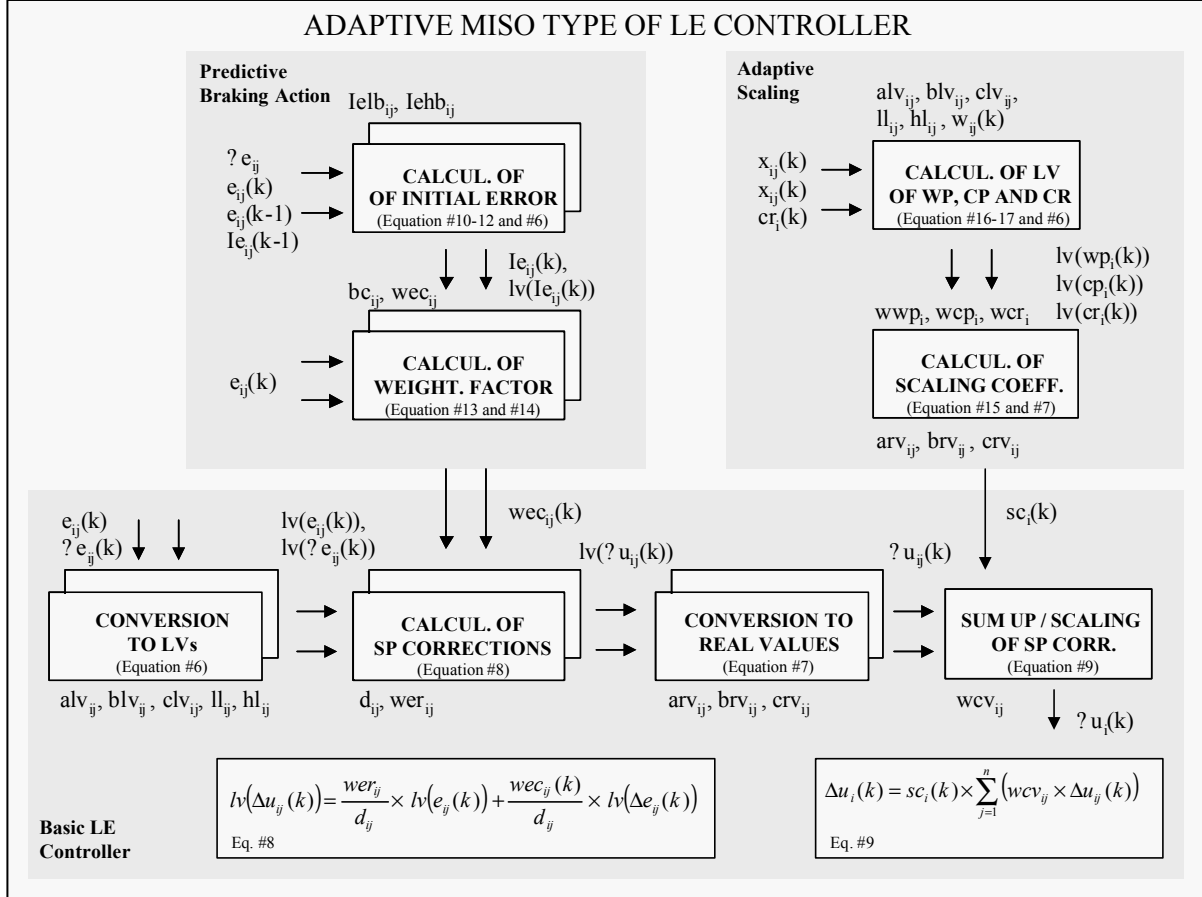 ADAPTIVE MISO TYPE OF LE CONTROLLER
Predictive
Braking Action
Ielb_ij, Iehb_ij
? e_ij
e_ij(k)
e_ij(k-1)
Ie_ij(k-1)
CALCUL. OF
OF INITIAL ERROR
(Equation #10-12 and #6)
Ie_ij(k),
lv(Ie_ij(k))
bc_ij, wec_ij
e_ij(k)
CALCUL. OF
WEIGHT. FACTOR
(Equation #13 and #14)
Adaptive
Scaling
alv_ij, blv_ij, clv_ij,
ll_ij, hl_ij, w_ij(k)
x_ij(k)
x_ij(k)
cr_i(k)
CALCUL. OF LV
OF WP, CP AND CR
(Equation #16-17 and #6)
lv(wp_i(k))
lv(cp_i(k))
lv(cr_i(k))
wwp_i, wcp_i, wcr_i
CALCUL. OF
SCALING COEFF.
(Equation #15 and #7)
arv_ij, brv_ij, crv_ij
wec_ij(k)
sc_i(k)
e_ij(k)
? e_ij(k)
lv(e_ij(k)),
lv(? e_ij(k))
lv(? u_ij(k))
? u_ij(k)
CONVERSION
TO LVs
(Equation #6)
CALCUL. OF
SP CORRECTIONS
(Equation #8)
CONVERSION TO
REAL VALUES
(Equation #7)
SUM UP / SCALING
OF SP CORR.
(Equation #9)
alv_ij, blv_ij, clv_ij, ll_ij, hl_ij
d_ij, wer_ij
arv_ij, brv_ij, crv_ij
wcv_ij
? u_i(k)
lv(Δu_ij(k)) = wer_ij / d_ij × lv(e_ij(k)) + wec_ij(k) / d_ij × lv(Δe_ij(k))
Eq. #8
Δu_i(k) = sc_i(k) × ∑_{j=1}^{n} (wcv_ij × Δu_ij(k))
Eq. #9
Basic LE
Controller